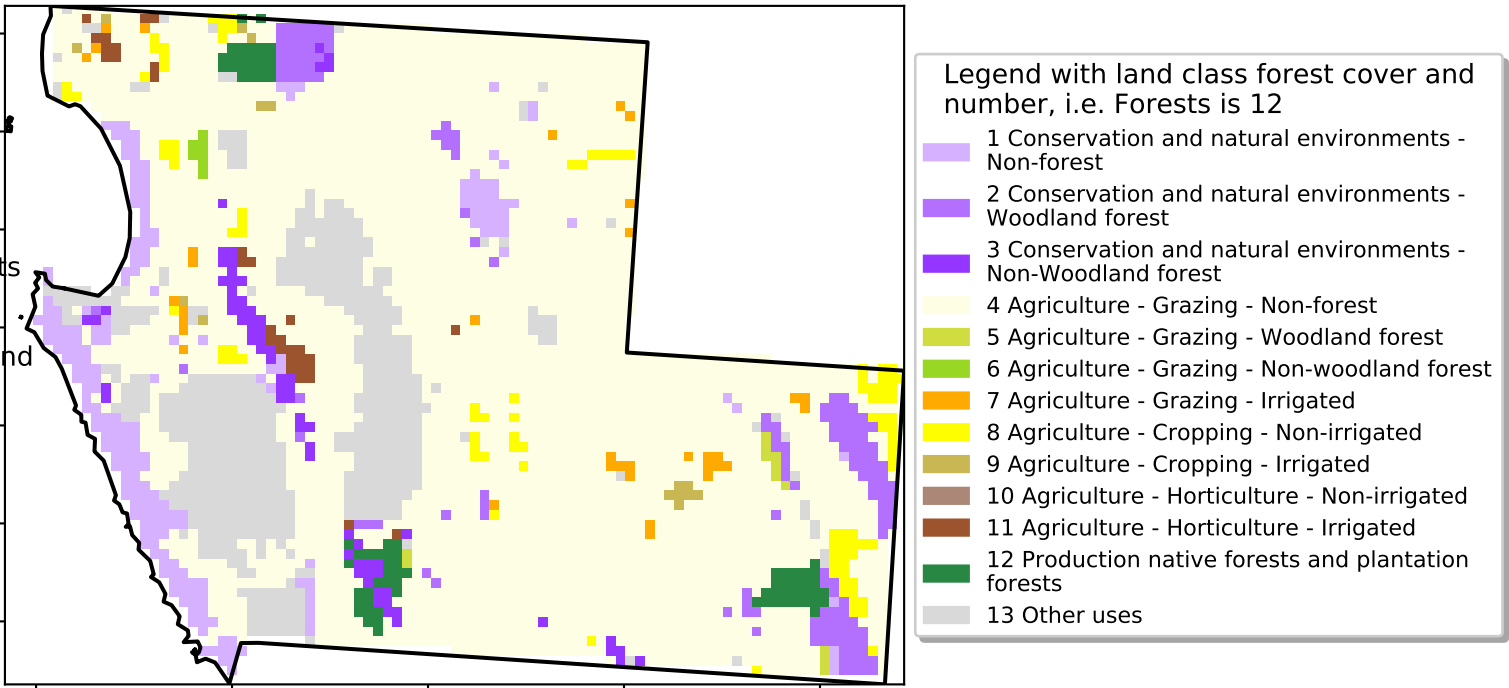 ts
nd
Legend with land class forest cover and
number, i.e. Forests is 12
1 Conservation and natural environments -
Non-forest
2 Conservation and natural environments -
Woodland forest
3 Conservation and natural environments -
Non-Woodland forest
4 Agriculture - Grazing - Non-forest
5 Agriculture - Grazing - Woodland forest
6 Agriculture - Grazing - Non-woodland forest
7 Agriculture - Grazing - Irrigated
8 Agriculture - Cropping - Non-irrigated
9 Agriculture - Cropping - Irrigated
10 Agriculture - Horticulture - Non-irrigated
11 Agriculture - Horticulture - Irrigated
12 Production native forests and plantation
forests
13 Other uses